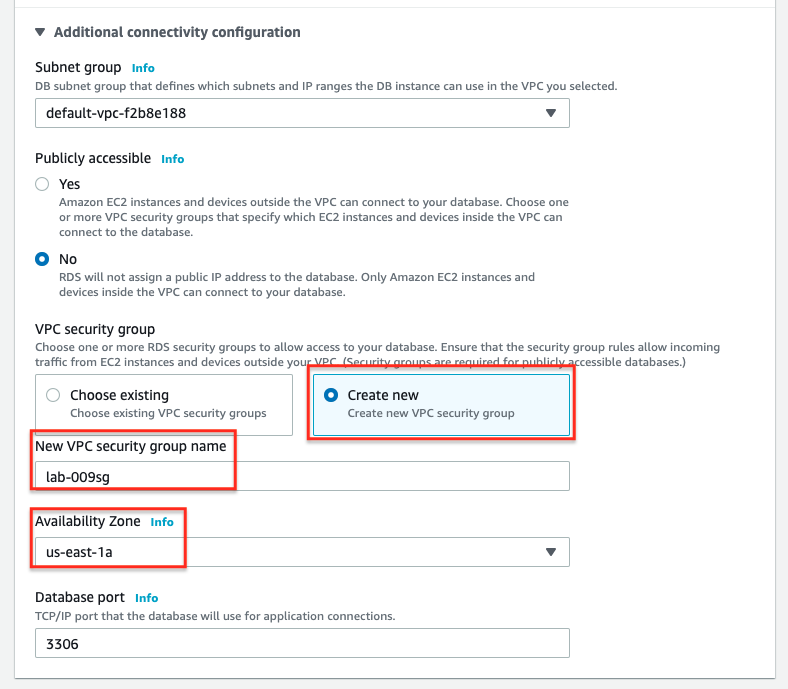 Additional connectivity configuration
Subnet group Info
DB subnet group that defines which subnets and IP ranges the DB instance can use in the VPC you selected.
default-vpc-f2b8e188
Publicly accessible Info
Yes
Amazon EC2 instances and devices outside the VPC can connect to your database. Choose one
or more VPC security groups that specify which EC2 instances and devices inside the VPC can
connect to the database.
No
RDS will not assign a public IP address to the database. Only Amazon EC2 instances and
devices inside the VPC can connect to your database.
VPC security group
Choose one or more RDS security groups to allow access to your database. Ensure that the security group rules allow incoming
traffic from EC2 instances and devices outside your VPC. (Security groups are required for publicly accessible databases.)
Choose existing
Choose existing VPC security groups
Create new
Create new VPC security group
New VPC security group name
lab-009sg
Availability Zone Info
us-east-1a
Database port Info
TCP/IP port that the database will use for application connections.
3306